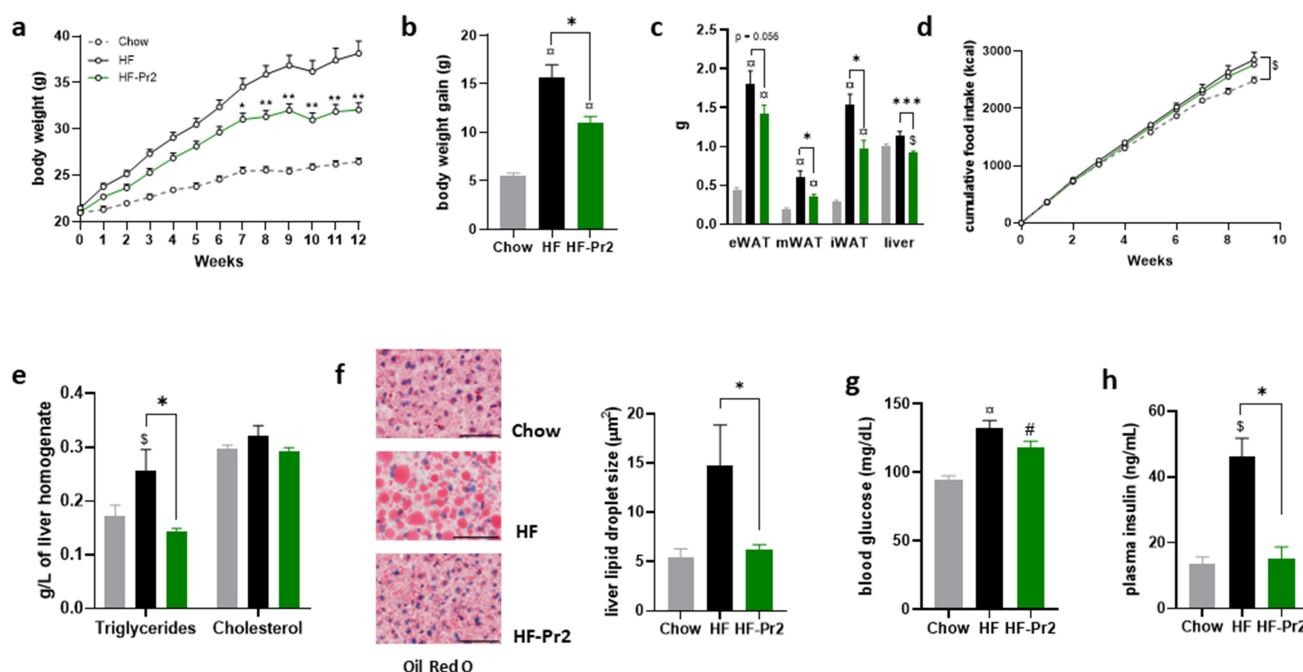 a
body weight (g)
40
35
30
25
20
Chow
HF
HF-Pr2
* ** ** ** ** **
0 1 2 3 4 5 6 7 8 9 10 11 12
Weeks
b
body weight gain (g)
20
15
10
5
0
*
¤
¤
Chow HF HF-Pr2
c
g
2.5
2.0
1.5
1.0
0.5
0.0
p = 0.056
¤ ¤
*
¤ ¤
*
¤ ¤
***
$
eWAT mWAT iWAT liver
d
cumulative food intake (kcal)
3000
2000
1000
0
$
0 2 4 6 8 10
Weeks
e
g/L of liver homogenate
0.4
0.3
0.2
0.1
0.0
*
$
Triglycerides Cholesterol
f
Chow
HF
HF-Pr2
Oil Red O
liver lipid droplet size (µm²)
20
15
10
5
0
*
Chow HF HF-Pr2
g
blood glucose (mg/dL)
150
100
50
0
¤
#
Chow HF HF-Pr2
h
plasma insulin (ng/mL)
60
40
20
0
*
$
Chow HF HF-Pr2